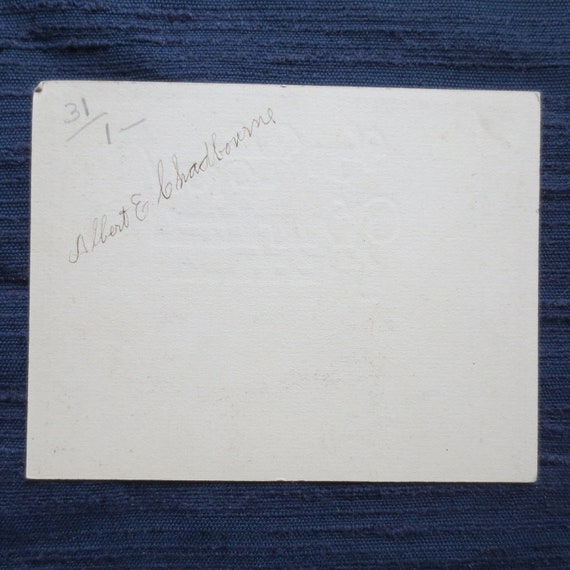 31/
1 —
Albert E Chadbourne